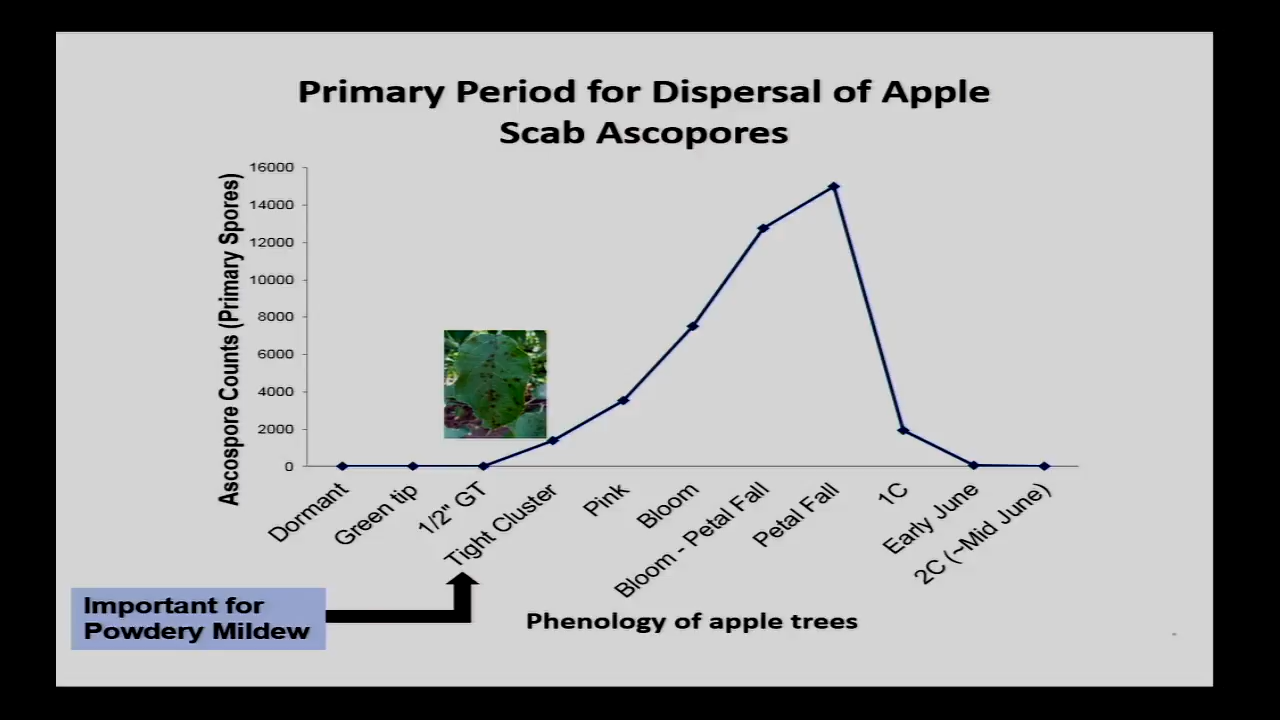 Primary Period for Dispersal of Apple
Scab Ascopores
Ascospore Counts (Primary Spores)
16000
14000
12000
10000
8000
6000
4000
2000
0
Dormant
Green tip
1/2" GT
Tight Cluster
Pink
Bloom
Bloom - Petal Fall
Petal Fall
1C
Early June
2C (~Mid June)
Important for
Powdery Mildew
Phenology of apple trees